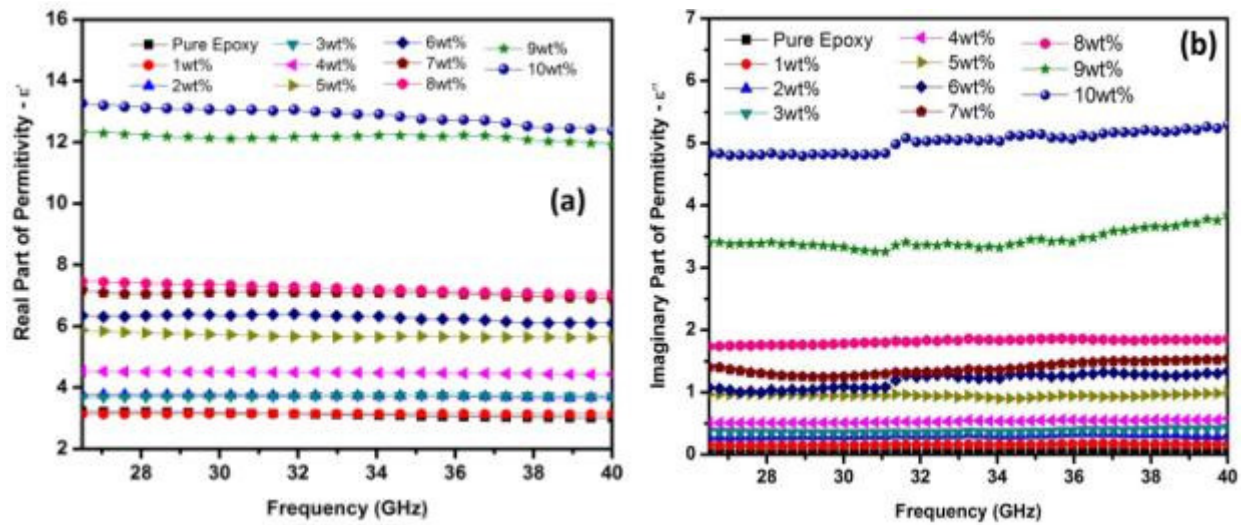 16
14
12
10
8
6
4
2
Real Part of Permitivity - ε'
Pure Epoxy
1wt%
2wt%
3wt%
4wt%
5wt%
6wt%
7wt%
8wt%
9wt%
10wt%
(a)
28 30 32 34 36 38 40
Frequency (GHz)
7
6
5
4
3
2
1
0
Imaginary Part of Permitivity - ε''
Pure Epoxy
1wt%
2wt%
3wt%
4wt%
5wt%
6wt%
7wt%
8wt%
9wt%
10wt%
(b)
28 30 32 34 36 38 40
Frequency (GHz)